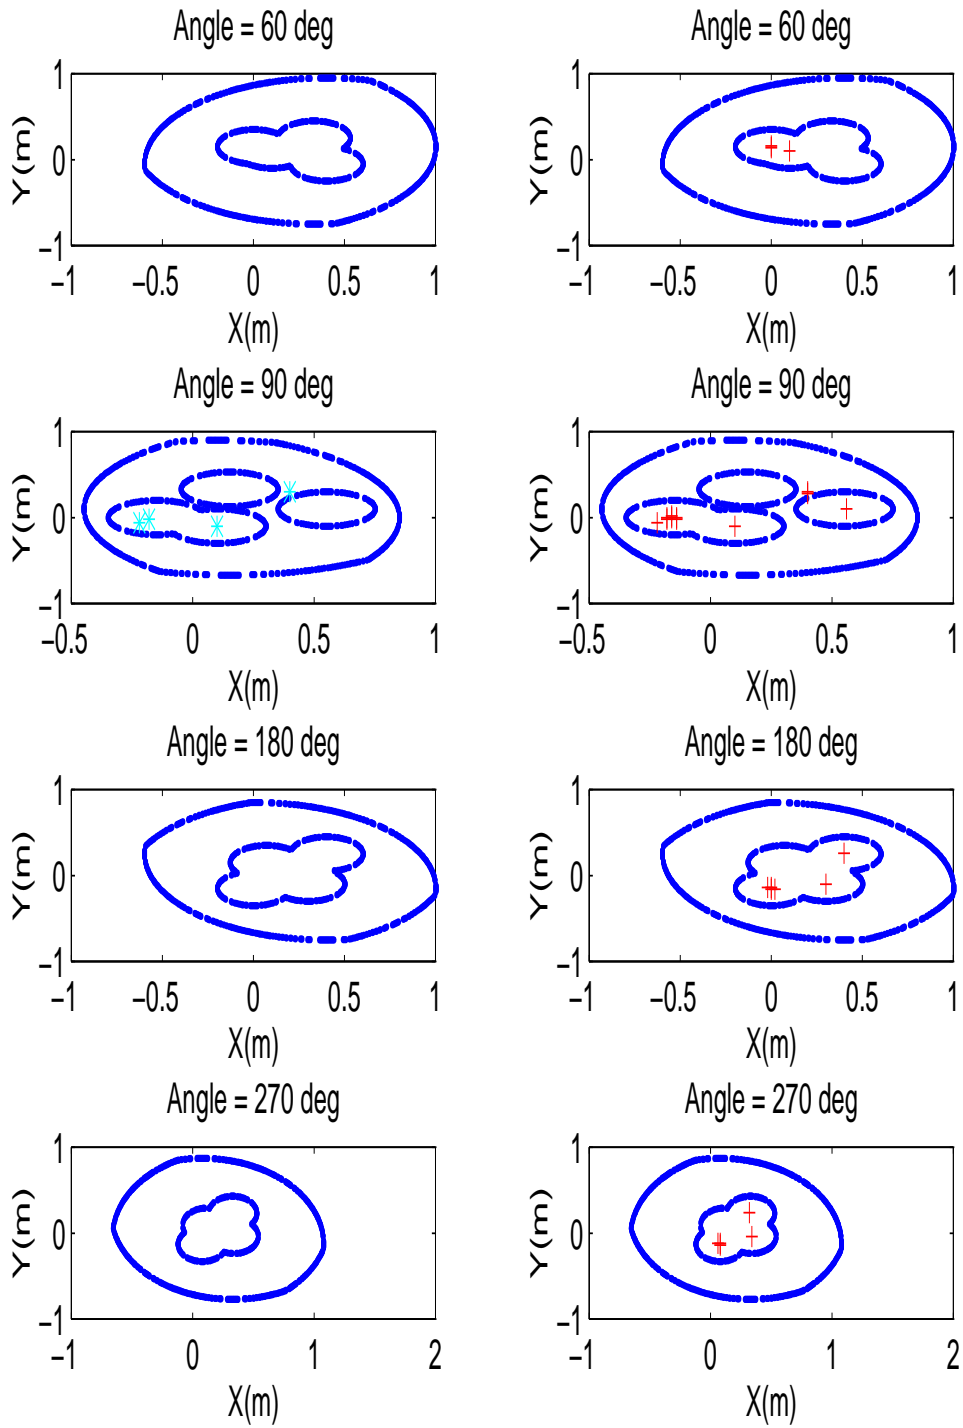 Angle = 60 deg
Angle = 60 deg
1
0
−1
Y(m)
−1 −0.5 0 0.5 1
X(m)
1
0
−1
Y(m)
−1 −0.5 0 0.5 1
X(m)
Angle = 90 deg
Angle = 90 deg
1
0
−1
Y(m)
−0.5 0 0.5 1
X(m)
1
0
−1
Y(m)
−0.5 0 0.5 1
X(m)
Angle = 180 deg
Angle = 180 deg
1
0
−1
Y(m)
−1 −0.5 0 0.5 1
X(m)
1
0
−1
Y(m)
−1 −0.5 0 0.5 1
X(m)
Angle = 270 deg
Angle = 270 deg
1
0
−1
Y(m)
−1 0 1 2
X(m)
1
0
−1
Y(m)
−1 0 1 2
X(m)